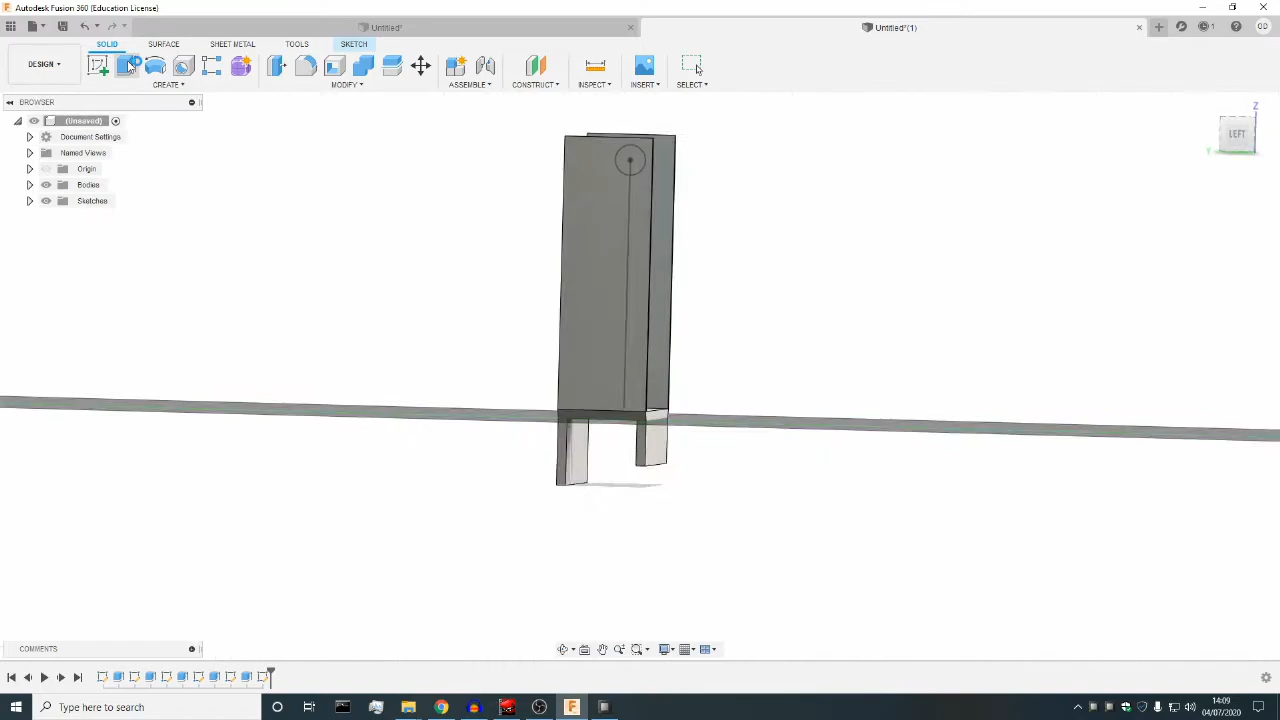 Autodesk Fusion 360 (Education License)
Untitled*
Untitled*(1)
1
OD
SOLID
SURFACE
SHEET METAL
TOOLS
SKETCH
DESIGN
CREATE
MODIFY
ASSEMBLE
CONSTRUCT
INSPECT
INSERT
SELECT
BROWSER
(Unsaved)
Document Settings
Named Views
Origin
Bodies
Sketches
Z
LEFT
Y
COMMENTS
Type here to search
14:09
04/07/2020